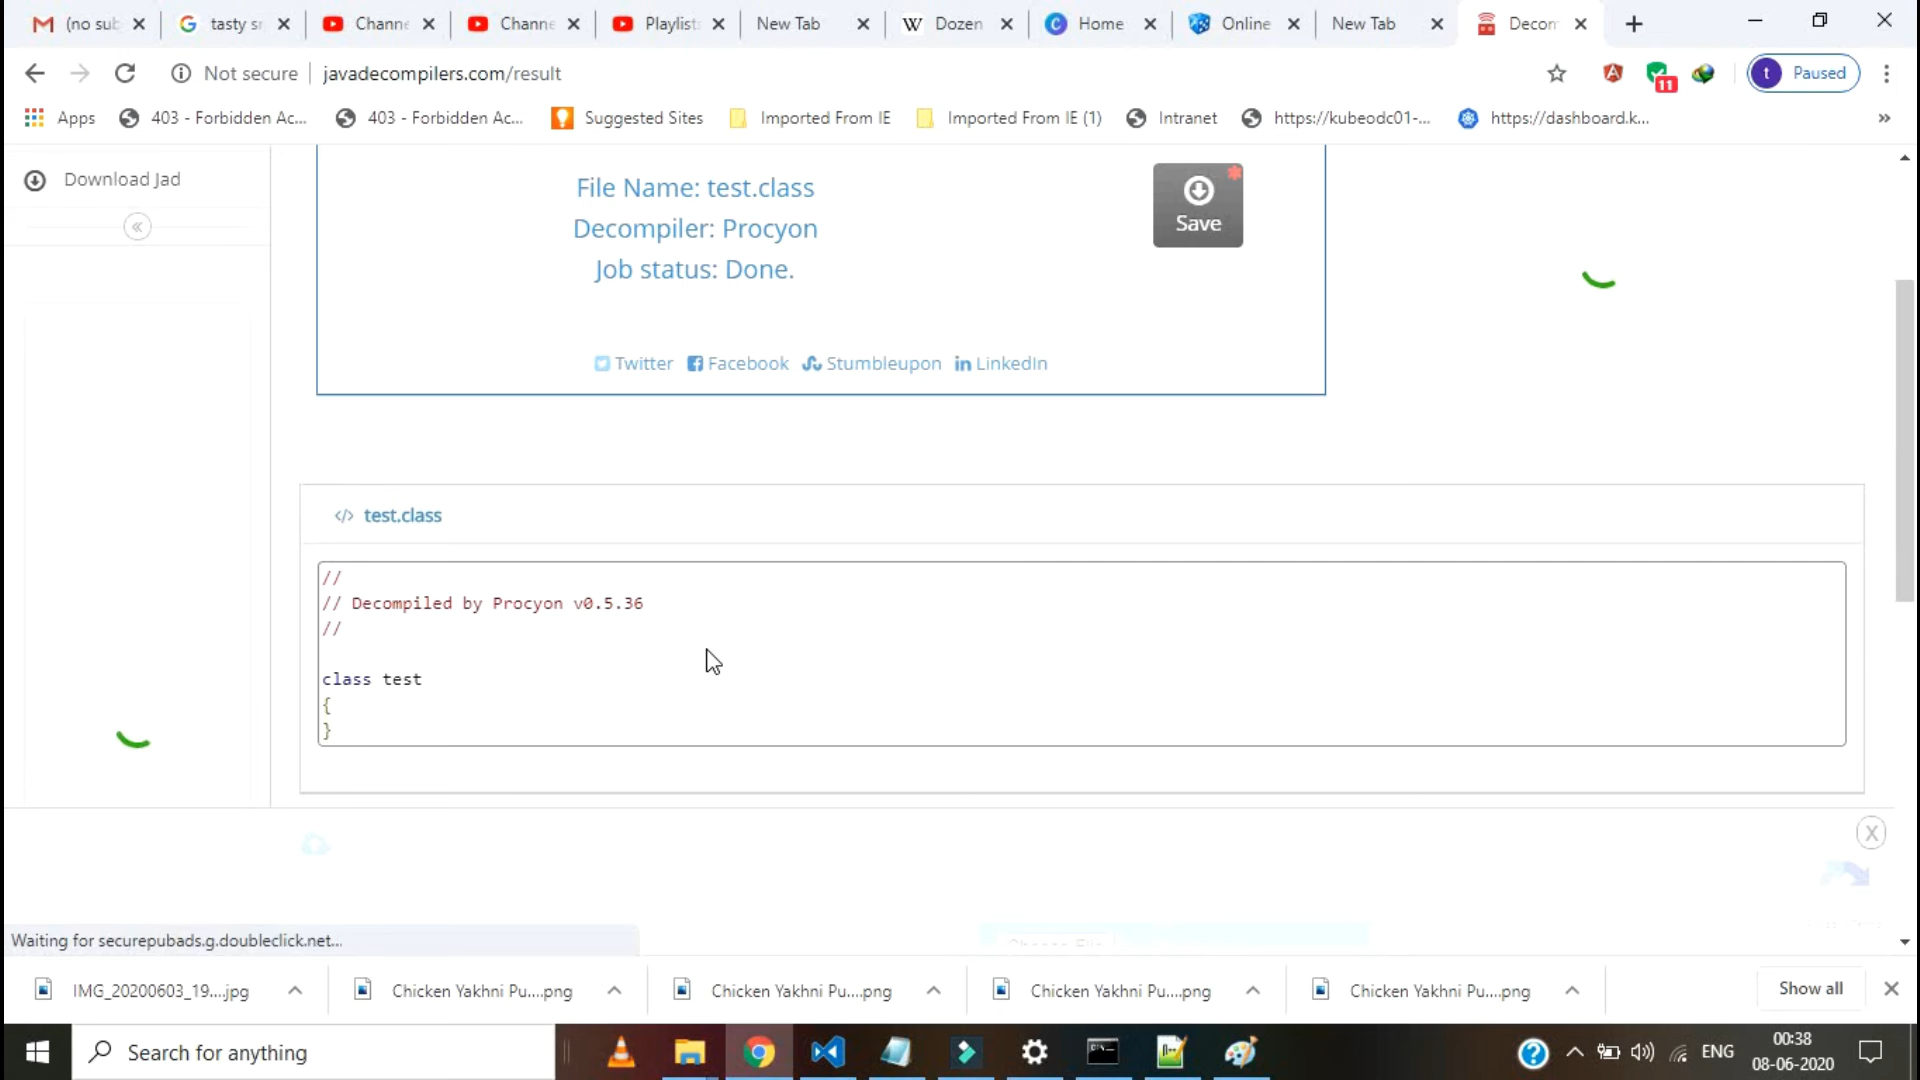 (no sub
tasty sr
Channe
Channe
Playlist
New Tab
W Dozen
Home
Online
New Tab
Decom
Not secure
javadecompilers.com/result
11
t Paused
Apps
403 - Forbidden Ac...
403 - Forbidden Ac...
Suggested Sites
Imported From IE
Imported From IE (1)
Intranet
https://kubeodc01-...
https://dashboard.k...
»
Download Jad
«
File Name: test.class
Decompiler: Procyon
Job status: Done.
Save
Twitter Facebook Stumbleupon LinkedIn
</> test.class
//
// Decompiled by Procyon v0.5.36
//
class test
{
}
X
Waiting for securepubads.g.doubleclick.net...
IMG_20200603_19....jpg
Chicken Yakhni Pu....png
Chicken Yakhni Pu....png
Chicken Yakhni Pu....png
Chicken Yakhni Pu....png
Show all
Search for anything
ENG
00:38
08-06-2020